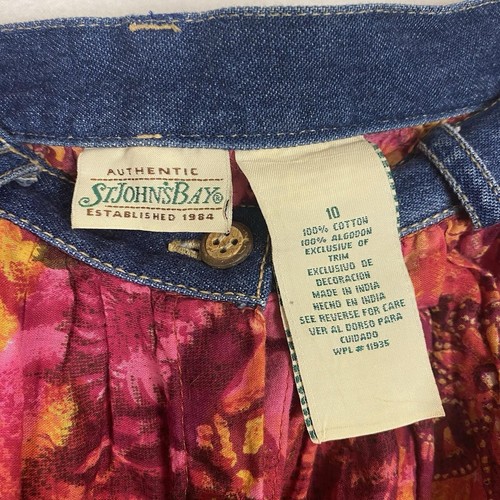 AUTHENTIC
ST. JOHN'S BAY®
ESTABLISHED 1984
10
100% COTTON
100% ALGODON
EXCLUSIVE OF
TRIM
EXCLUSIVO DE
DECORACION
MADE IN INDIA
HECHO EN INDIA
SEE REVERSE FOR CARE
VER AL DORSO PARA
CUIDADO
WPL # 11935